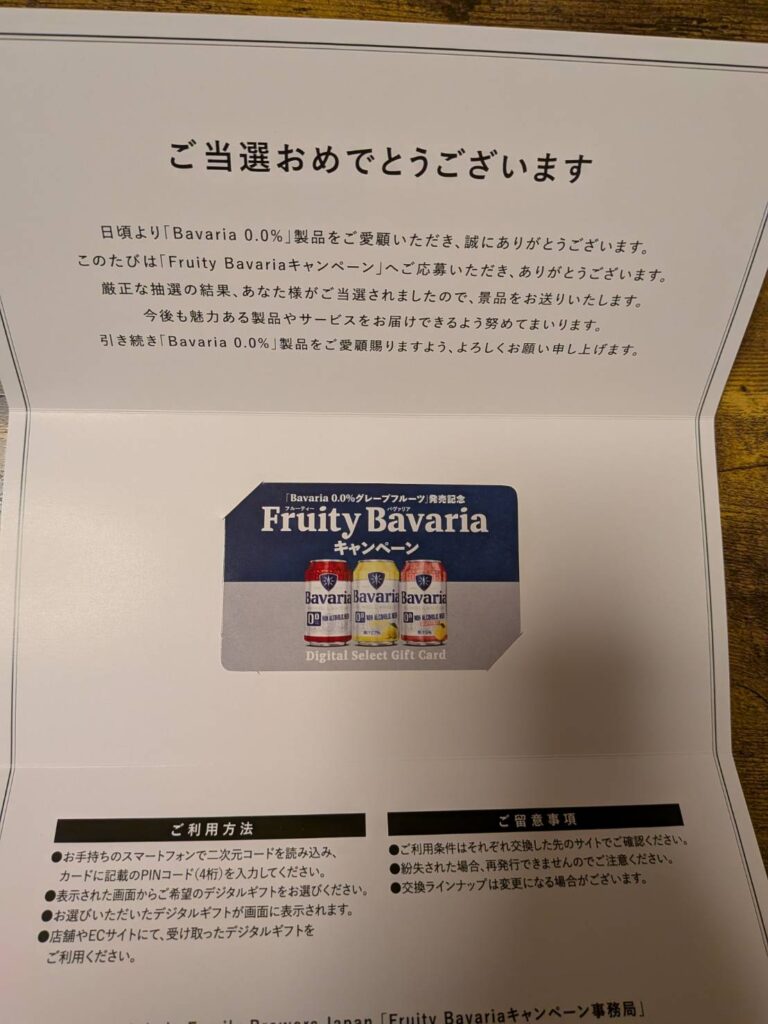 ご当選おめでとうございます
日頃より「Bavaria 0.0%」製品をご愛顧いただき、誠にありがとうございます。
このたびは「Fruity Bavariaキャンペーン」へご応募いただき、ありがとうございます。
厳正な抽選の結果、あなた様がご当選されましたので、景品をお送りいたします。
今後も魅力ある製品やサービスをお届けできるよう努めてまいります。
引き続き「Bavaria 0.0%」製品をご愛顧賜りますよう、よろしくお願い申し上げます。
「Bavaria 0.0%グレープフルーツ」発売記念
フルーティー ババァリア
Fruity Bavaria
キャンペーン
Bavaria Bavaria Bavaria
Digital Select Gift Card
ご利用方法
●お手持ちのスマートフォンで二次元コードを読み込み、
カードに記載のPINコード(4桁)を入力してください。
●表示された画面からご希望のデジタルギフトをお選びください。
●お選びいただいたデジタルギフトが画面に表示されます。
●店舗やECサイトにて、受け取ったデジタルギフトを
ご利用ください。
ご留意事項
●ご利用条件はそれぞれ交換した先のサイトでご確認ください。
●紛失された場合、再発行できませんのでご注意ください。
●交換ラインナップは変更になる場合がございます。
Family Brewers Japan「Fruity Bavariaキャンペーン事務局」